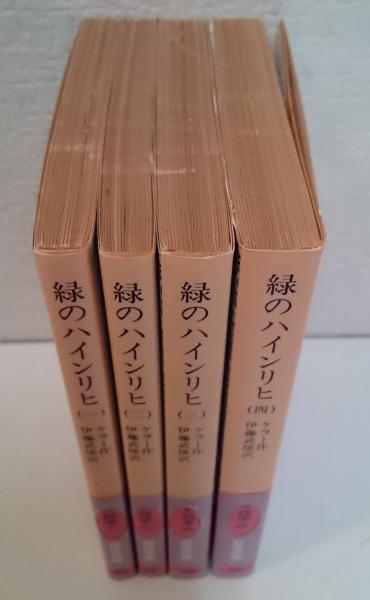 緑のハインリヒ(一)
ケラー作
伊藤武雄訳
緑のハインリヒ(二)
ケラー作
伊藤武雄訳
緑のハインリヒ(三)
ケラー作
伊藤武雄訳
緑のハインリヒ(四)
ケラー作
伊藤武雄訳